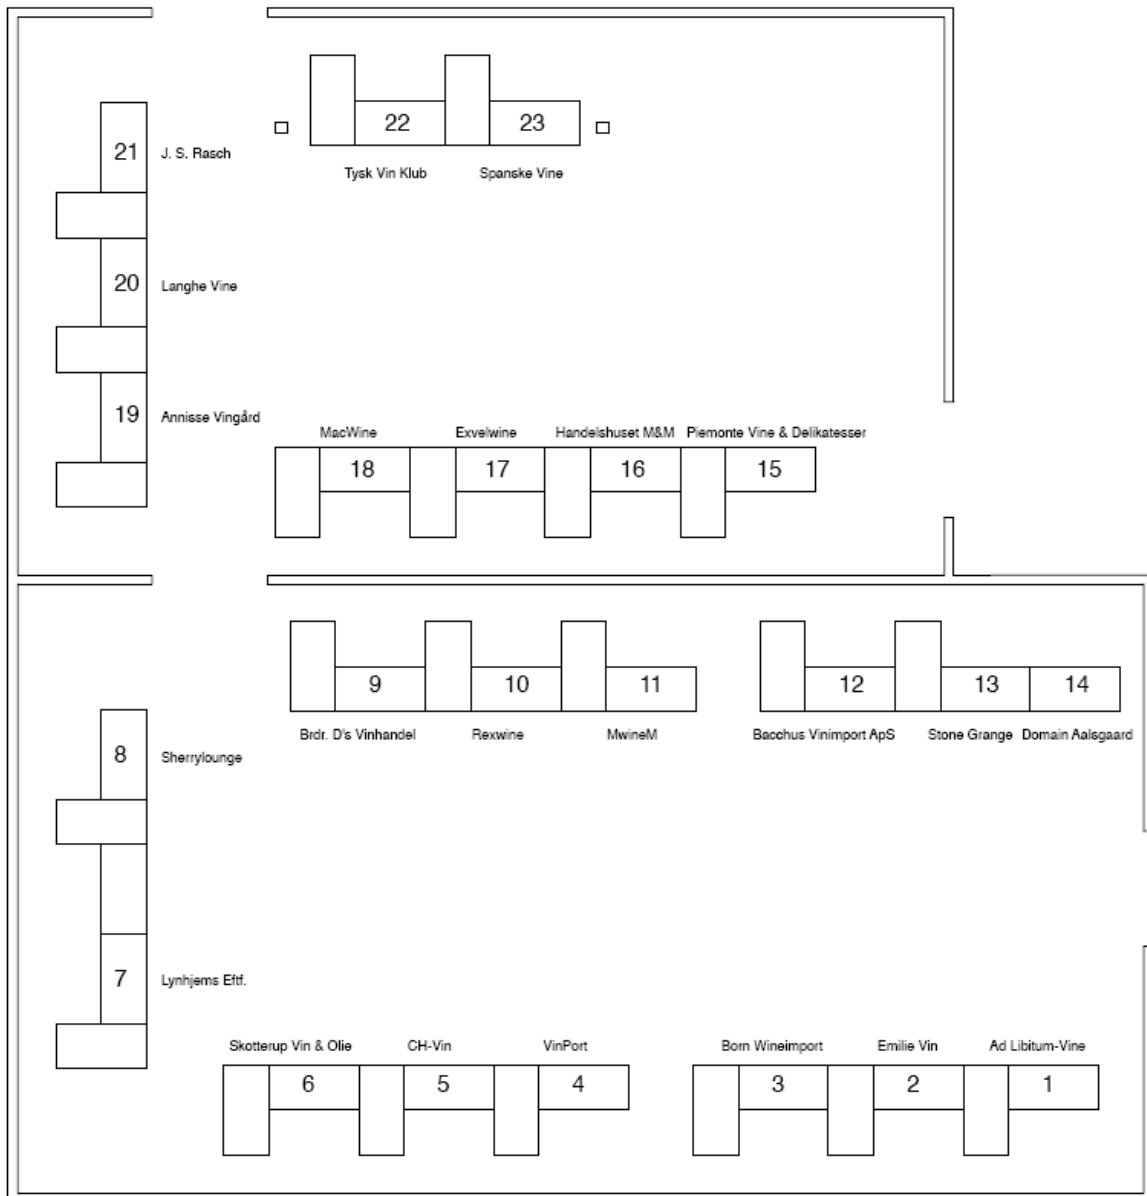 22
23
21
J. S. Rasch
Tysk Vin Klub
Spanske Vine
20
Langhe Vine
19
Annisse Vingård
MacWine
Exvelwine
Handelshuset M&M
Piemonte Vine & Delikatesser
18
17
16
15
9
10
11
12
13
14
Brdr. D's Vinhandel
Rexwine
MwineM
Bacchus Vinimport ApS
Stone Grange
Domain Aalsgaard
8
Sherrylounge
7
Lynhjems Eftf.
Skotterup Vin & Olie
CH-Vin
VinPort
Born Wineimport
Emilie Vin
Ad Libitum-Vine
6
5
4
3
2
1